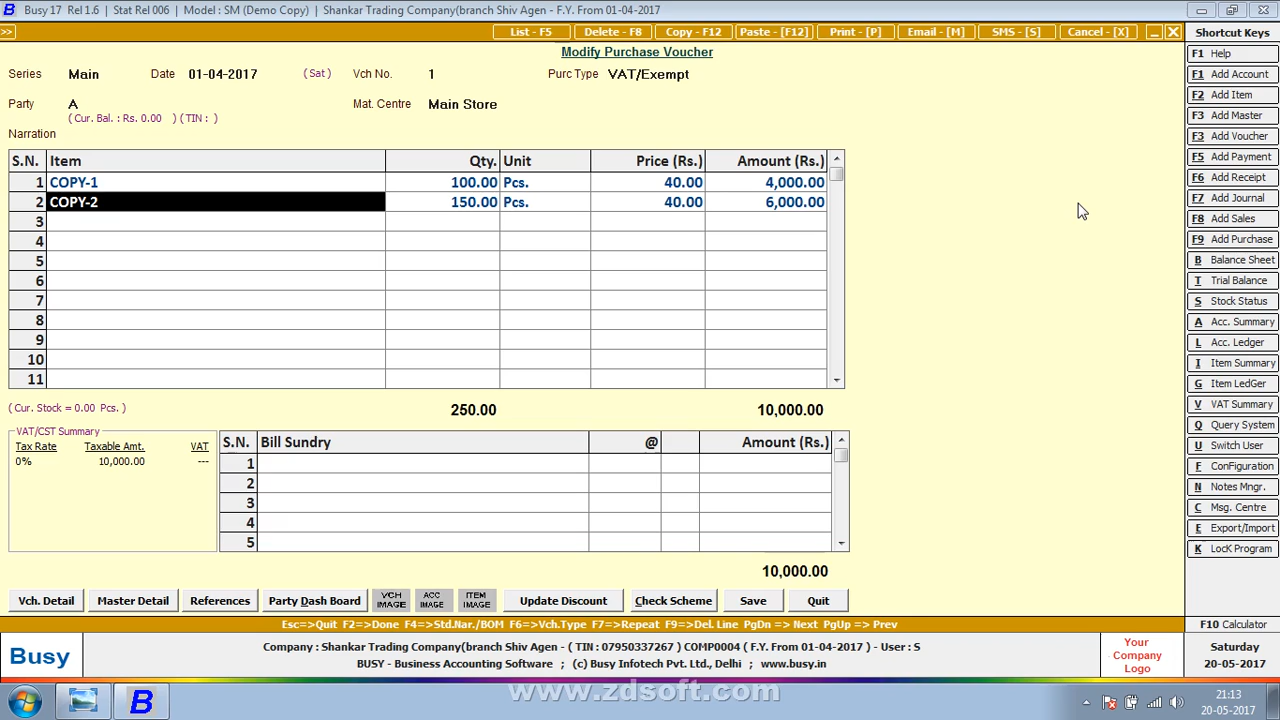 Busy 17 Rel 1.6 | Stat Rel 006 | Model : SM (Demo Copy) | Shankar Trading Company(branch Shiv Agen - F.Y. From 01-04-2017 )
>> List - F5 Delete - F8 Copy - F12 Paste - [F12] Print - [P] Email - [M] SMS - [S] Cancel - [X] Shortcut Keys
Modify Purchase Voucher
Series Main Date 01-04-2017 (Sat) Vch No. 1 Purc Type VAT/Exempt
Party A Mat. Centre Main Store
(Cur. Bal. : Rs. 0.00 ) (TIN : )
Narration
S.N. Item Qty. Unit Price (Rs.) Amount (Rs.)
1 COPY-1 100.00 Pcs. 40.00 4,000.00
2 COPY-2 150.00 Pcs. 40.00 6,000.00
3
4
5
6
7
8
9
10
11
(Cur. Stock = 0.00 Pcs. ) 250.00 10,000.00
VAT/CST Summary
Tax Rate Taxable Amt. VAT
0% 10,000.00 ---
S.N. Bill Sundry @ Amount (Rs.)
1
2
3
4
5
10,000.00
Vch. Detail Master Detail References Party Dash Board VCH IMAGE ACC IMAGE ITEM IMAGE Update Discount Check Scheme Save Quit
Esc=>Quit F2=>Done F4=>Std.Nar./BOM F6=>Vch.Type F7=>Repeat F9=>Del. Line PgDn => Next PgUp => Prev
F1 Help
F1 Add Account
F2 Add Item
F3 Add Master
F3 Add Voucher
F5 Add Payment
F6 Add Receipt
F7 Add Journal
F8 Add Sales
F9 Add Purchase
B Balance Sheet
T Trial Balance
S Stock Status
A Acc. Summary
L Acc. Ledger
I Item Summary
G Item LedGer
V VAT Summary
Q Query System
U Switch User
F ConFiguration
N Notes Mngr.
C Msg. Centre
E Export/Import
K LocK Program
F10 Calculator
Busy
Company : Shankar Trading Company(branch Shiv Agen - ( TIN : 07950337267 ) COMP0004 ( F.Y. From 01-04-2017 ) - User : S
BUSY - Business Accounting Software ; (c) Busy Infotech Pvt. Ltd., Delhi ; www.busy.in
Your
Company
Logo
Saturday
20-05-2017
www.zdsoft.com
B
21:13
20-05-2017